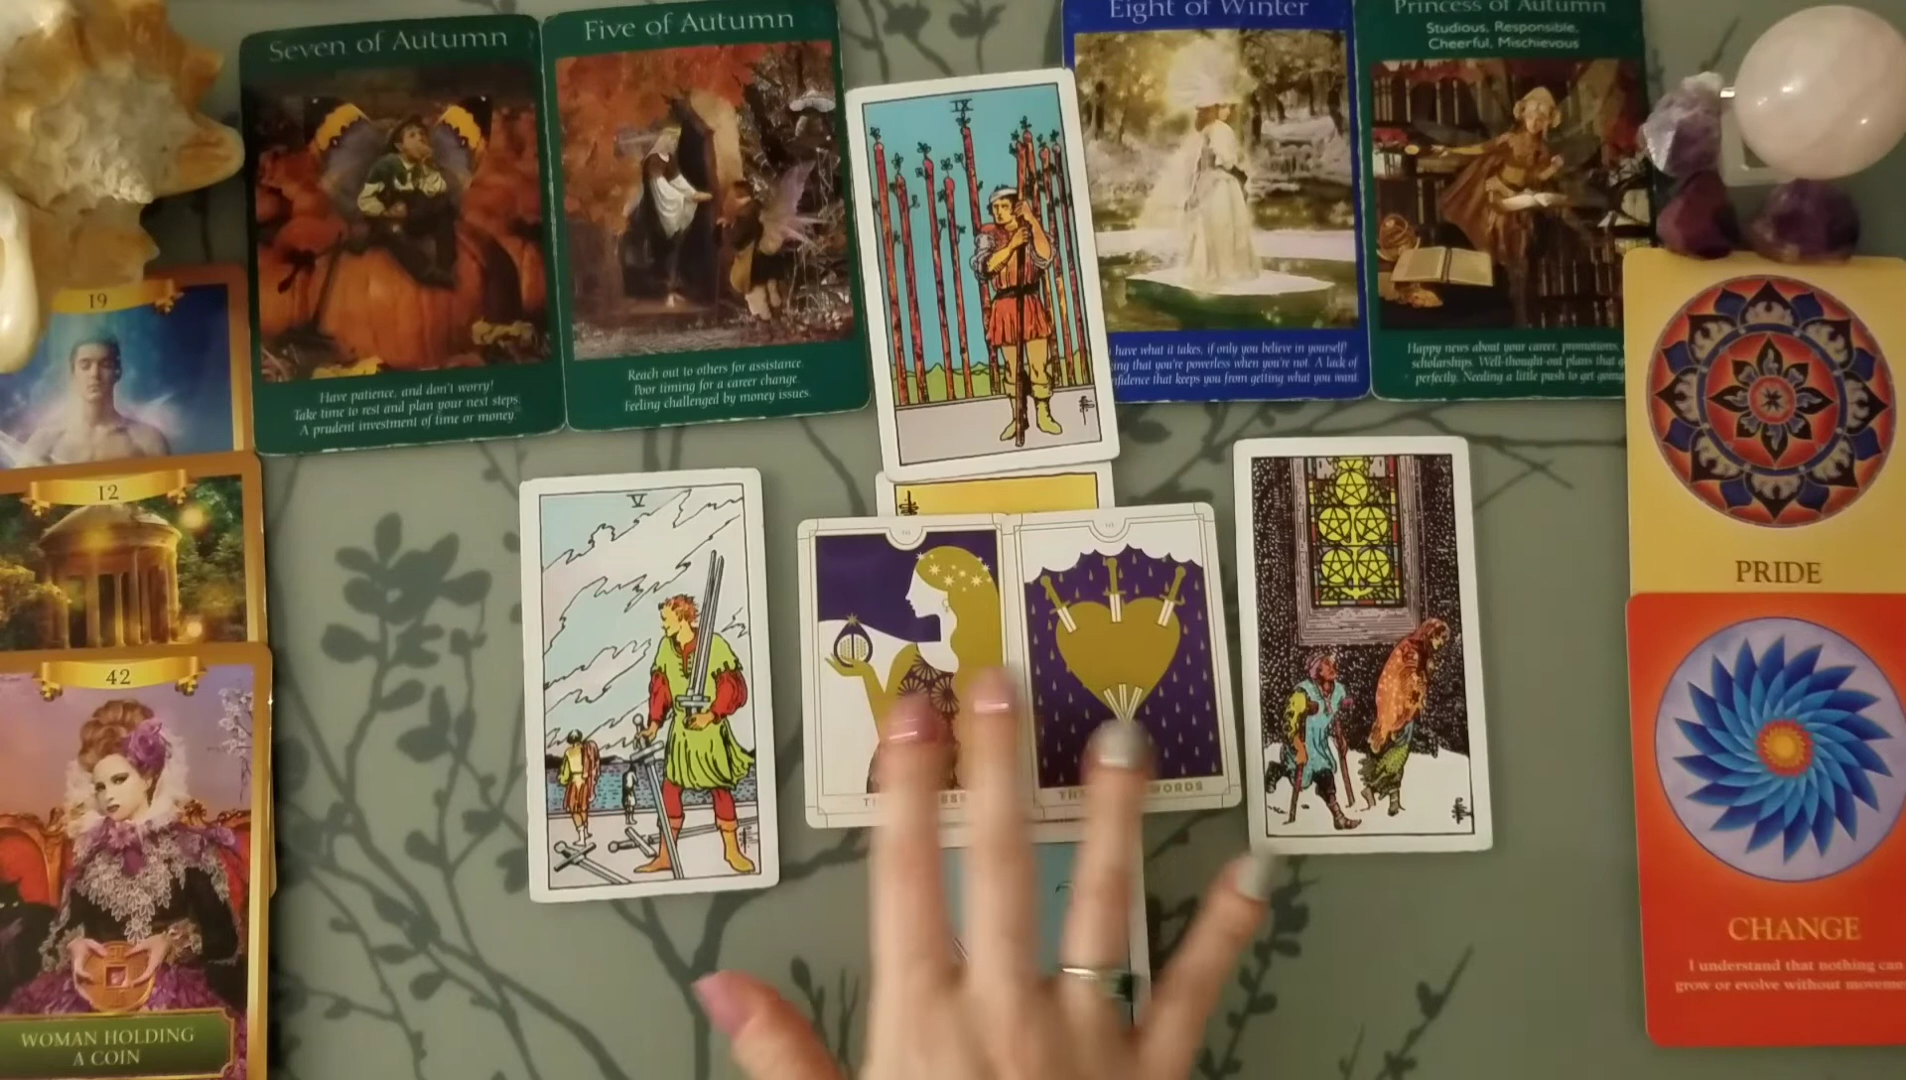 Seven of Autumn
Have patience, and don't worry!
Take time to rest and plan your next steps.
A prudent investment of time or money.
Five of Autumn
Reach out to others for assistance.
Poor timing for a career change.
Feeling challenged by money issues.
IX
Eight of Winter
have what it takes, if only you believe in yourself!
that you're powerless when you're not. A lack of
that keeps you from getting what you want.
Princess of Autumn
Studious, Responsible,
Cheerful, Mischievous
Happy news about your career, promotions,
scholarships. Well-thought-out plans that
perfectly. Needing a little push to get going
19
12
42
WOMAN HOLDING
A COIN
V
III
PRIDE
CHANGE
I understand that nothing can
grow or evolve without